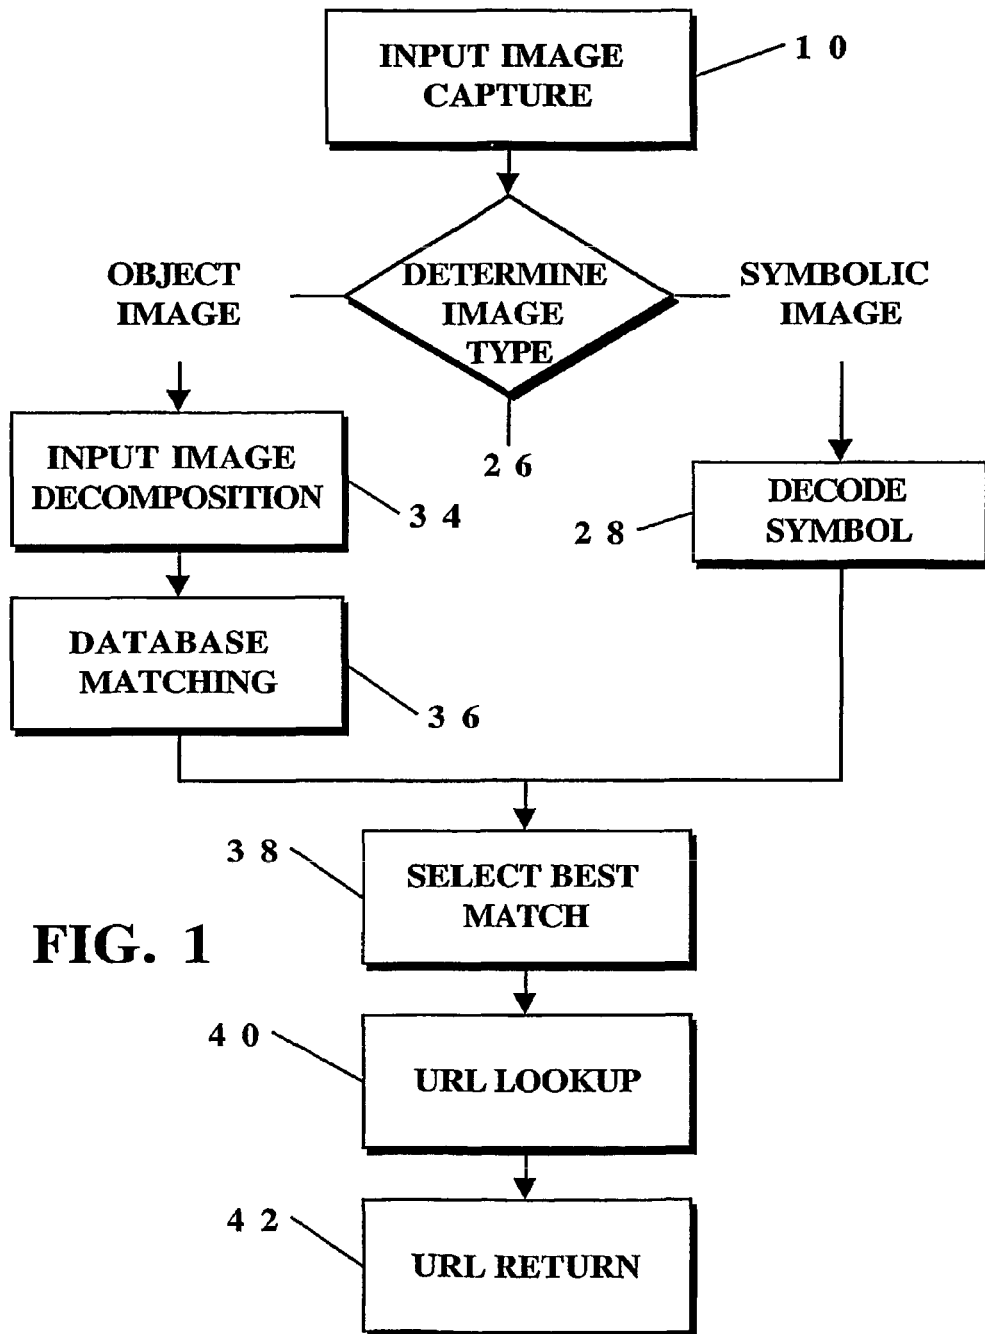 INPUT IMAGE
CAPTURE
1 0
OBJECT
IMAGE
DETERMINE
IMAGE
TYPE
SYMBOLIC
IMAGE
2 6
INPUT IMAGE
DECOMPOSITION
3 4
2 8
DECODE
SYMBOL
DATABASE
MATCHING
3 6
3 8
SELECT BEST
MATCH
FIG. 1
4 0
URL LOOKUP
4 2
URL RETURN